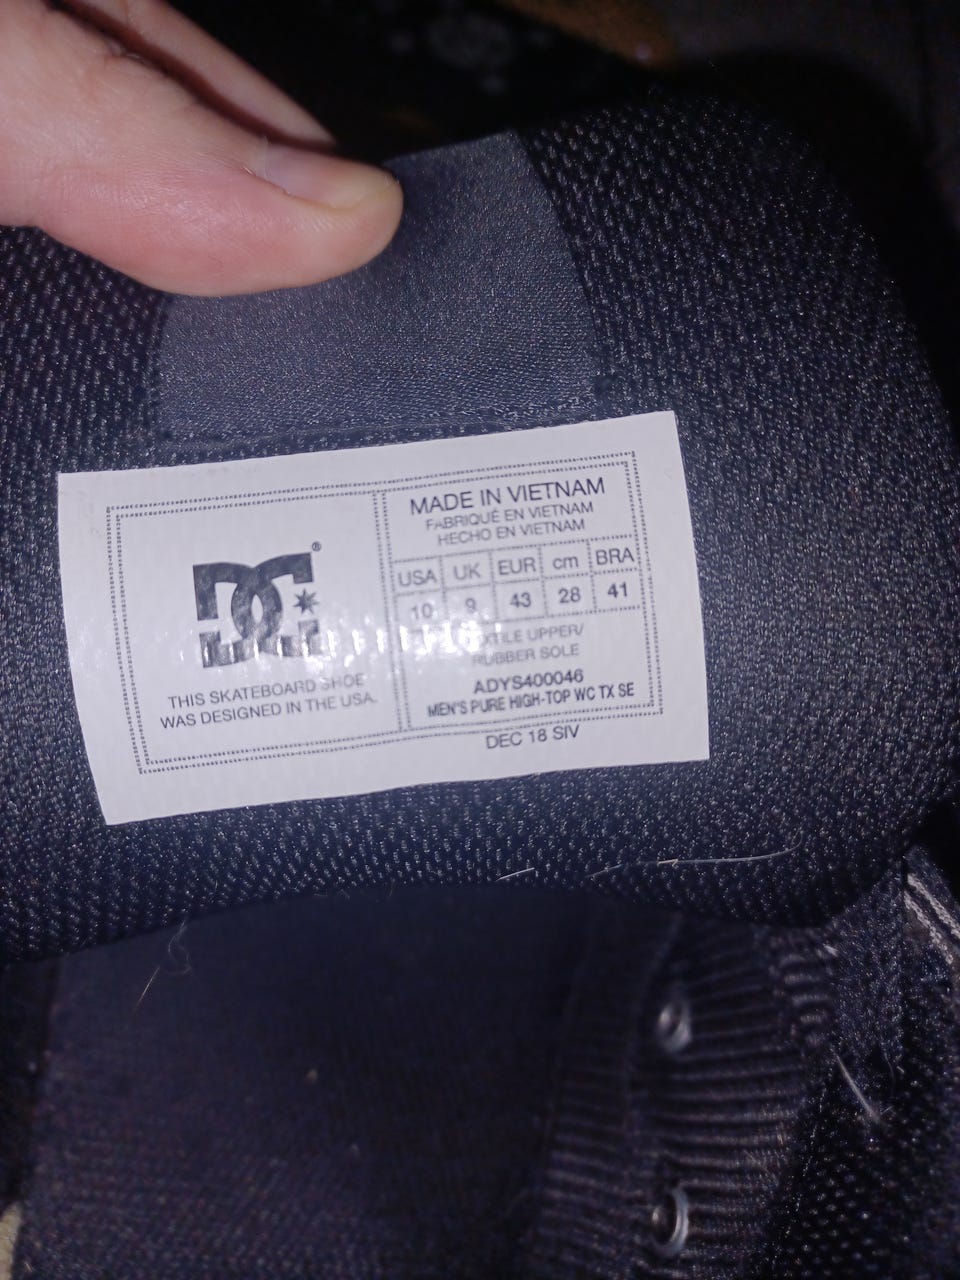 DC®
THIS SKATEBOARD SHOE
WAS DESIGNED IN THE USA.
MADE IN VIETNAM
FABRIQUÉ EN VIETNAM
HECHO EN VIETNAM
USA UK EUR cm BRA
10 9 43 28 41
TEXTILE UPPER/
RUBBER SOLE
ADYS400046
MEN'S PURE HIGH-TOP WC TX SE
DEC 18 SIV